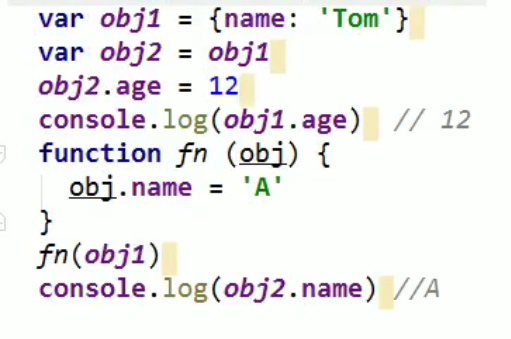 var obj1 = {name: 'Tom'}
var obj2 = obj1
obj2.age = 12
console.log(obj1.age)  // 12
function fn (obj) {
  obj.name = 'A'
}
fn(obj1)
console.log(obj2.name) //A